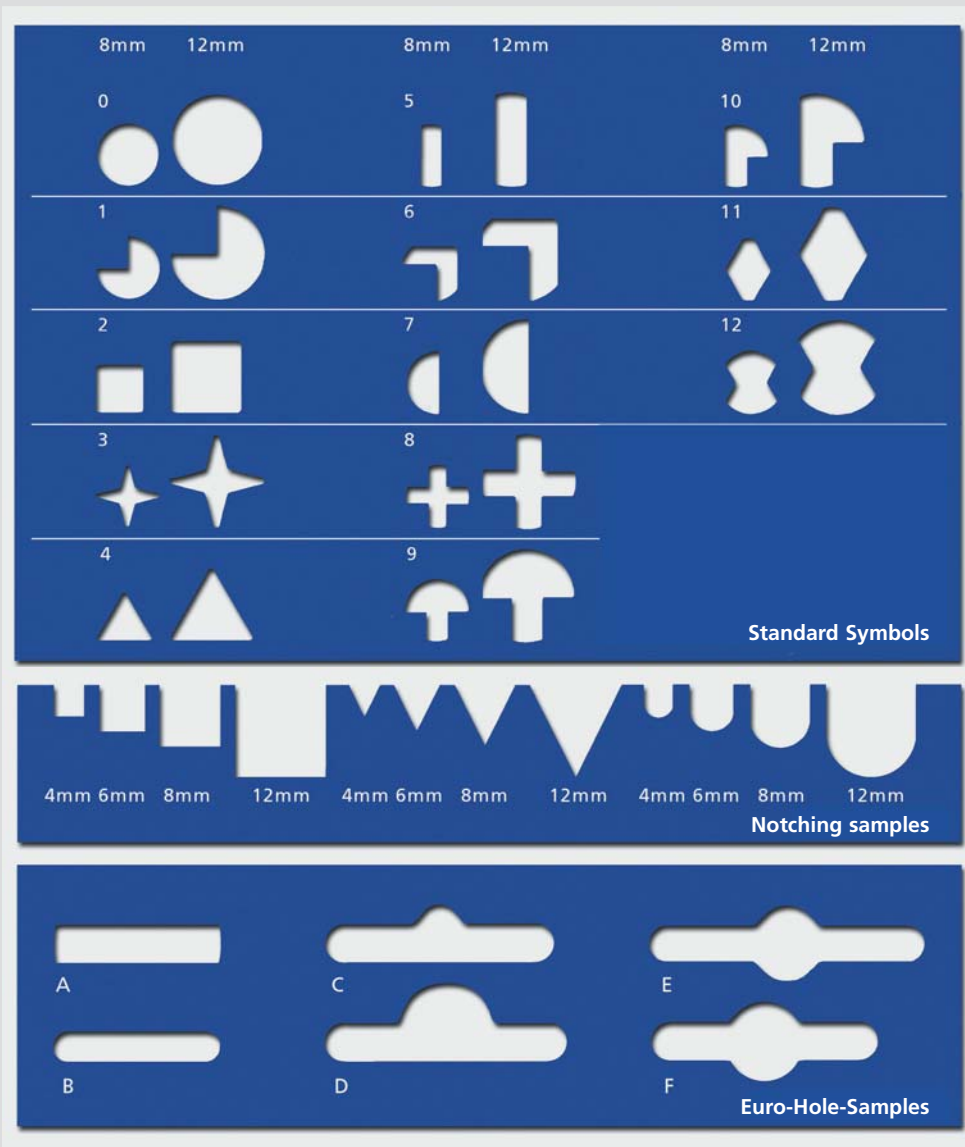 8mm 12mm 8mm 12mm 8mm 12mm
0 5 10
1 6 11
2 7 12
3 8
4 9
Standard Symbols
4mm 6mm 8mm 12mm 4mm 6mm 8mm 12mm 4mm 6mm 8mm 12mm
Notching samples
A C E
B D F
Euro-Hole-Samples